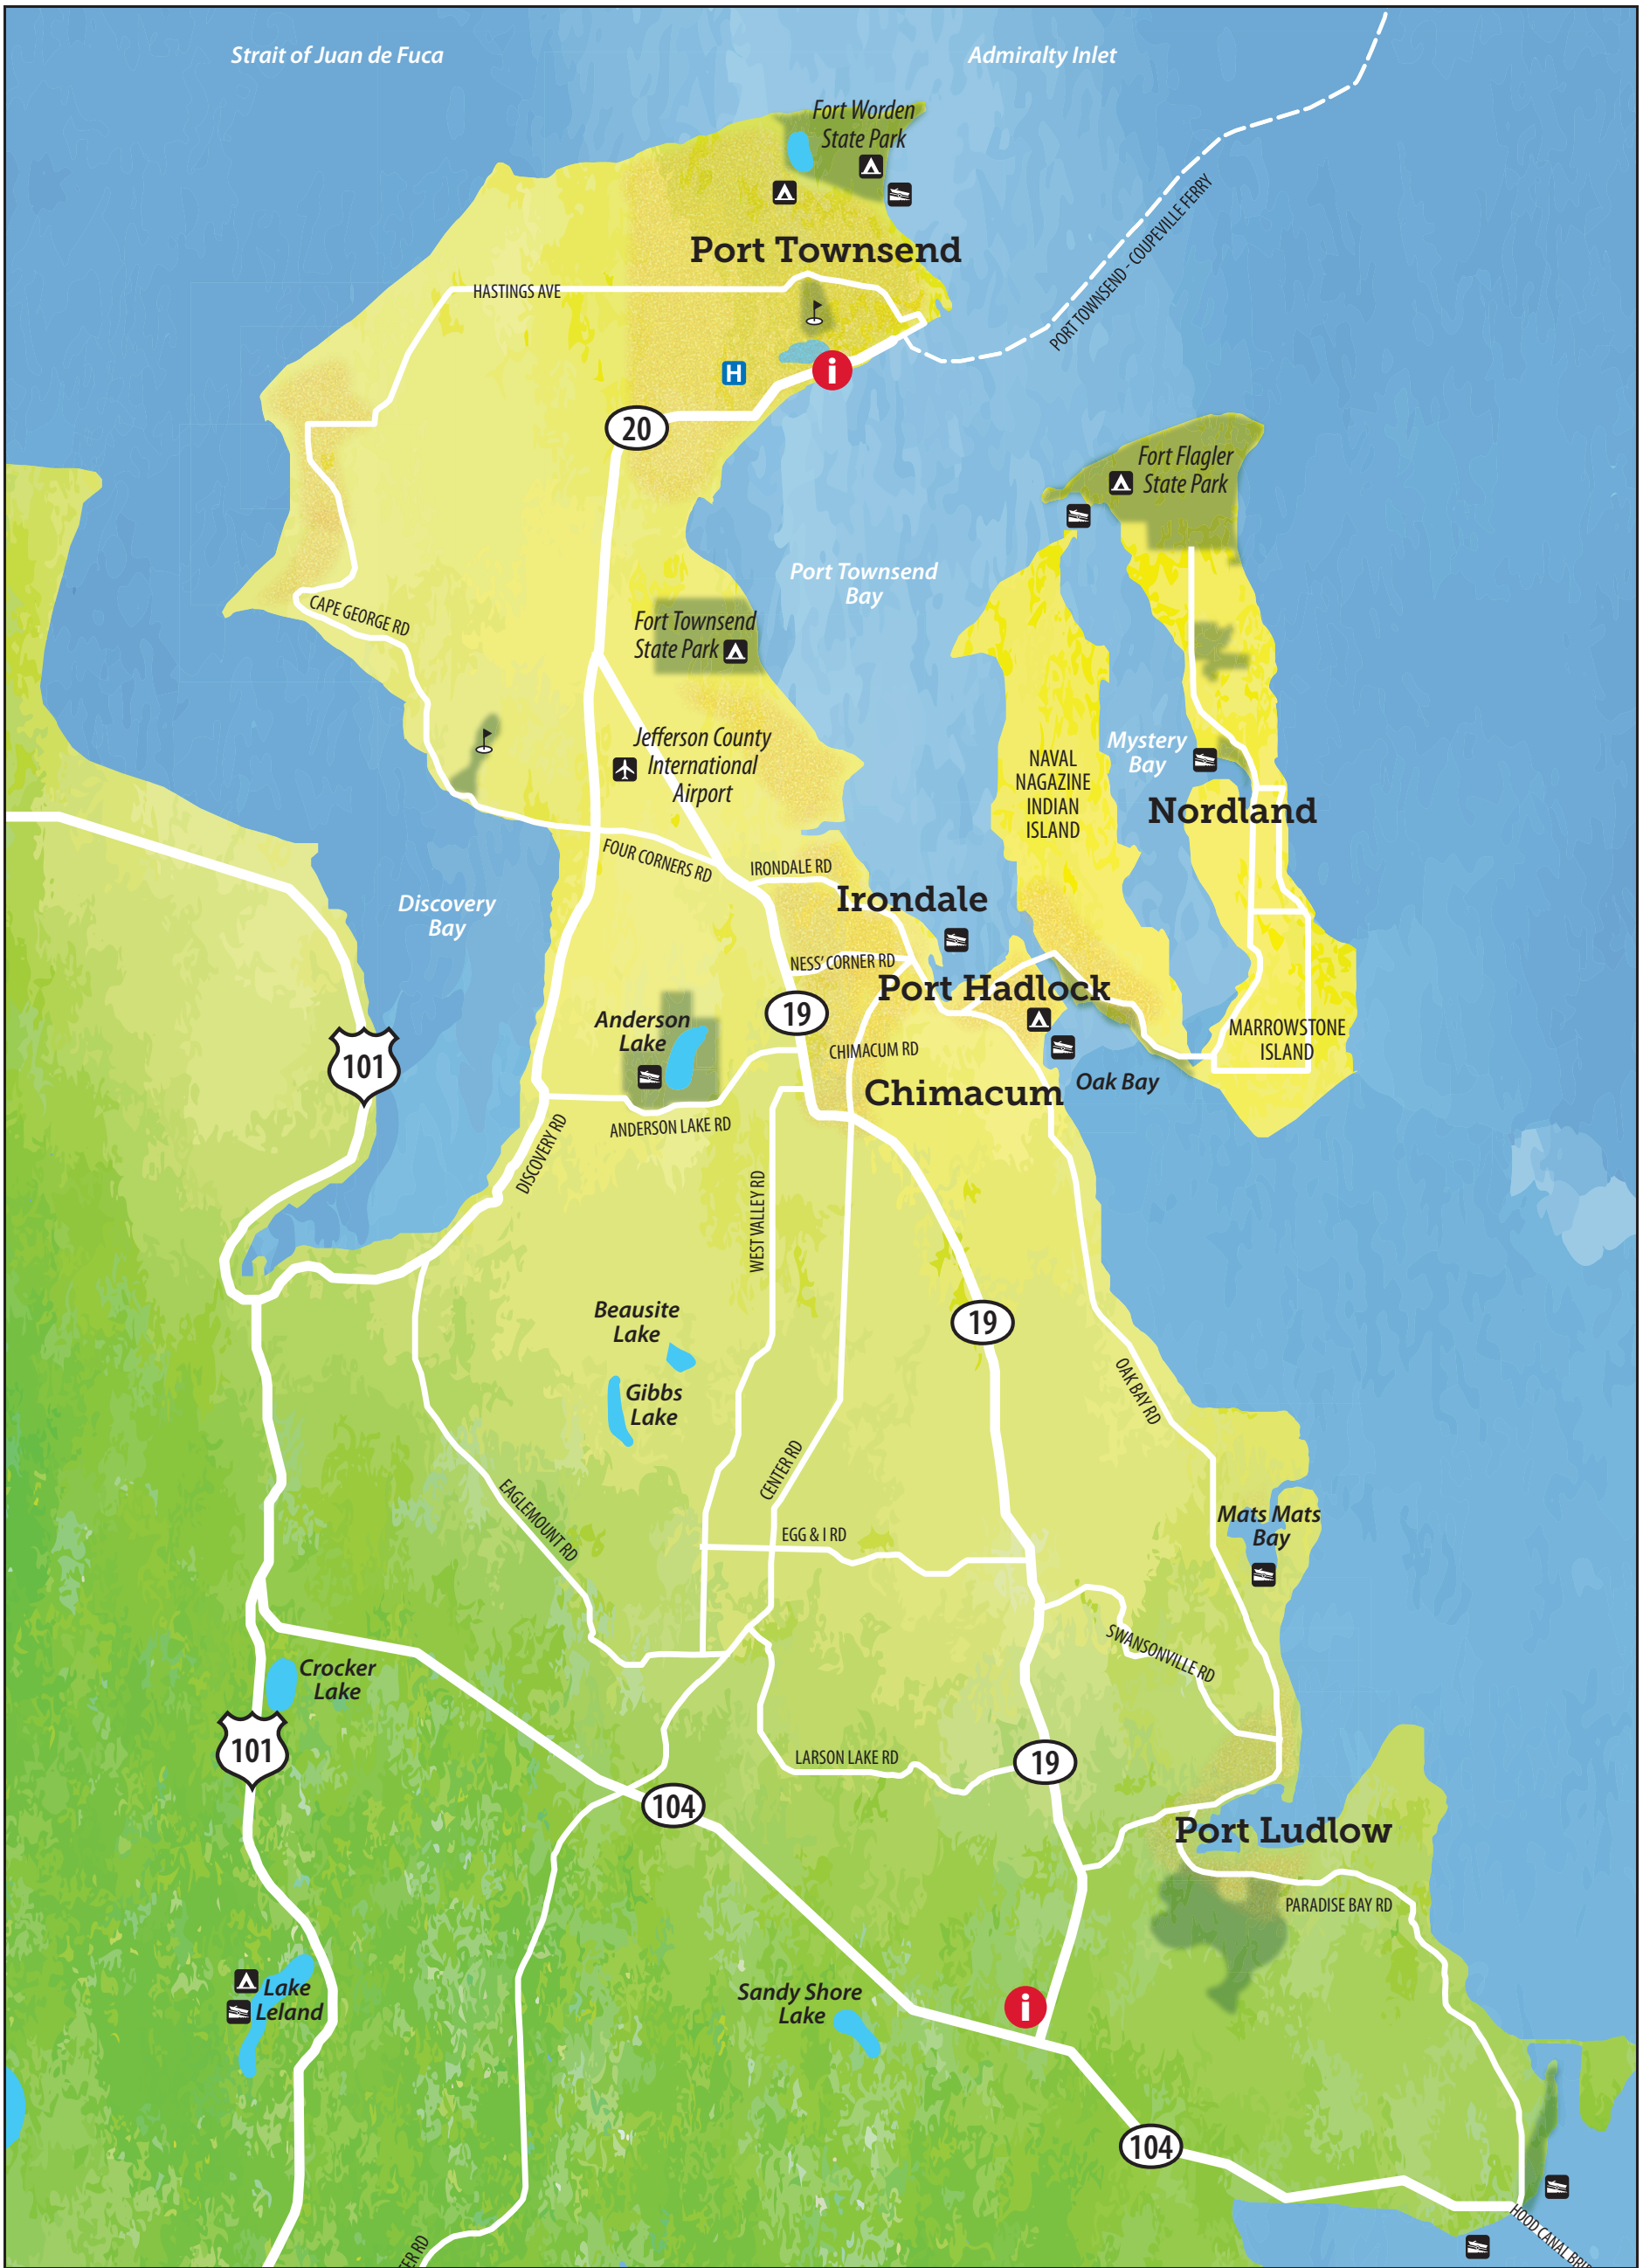 Strait of Juan de Fuca
Admiralty Inlet
Fort Worden
State Park
Port Townsend
PORT TOWNSEND - COUPEVILLE FERRY
HASTINGS AVE
H
i
20
Fort Flagler
State Park
Port Townsend
Bay
CAPE GEORGE RD
Fort Townsend
State Park
Jefferson County
International
Airport
NAVAL
NAGAZINE
INDIAN
ISLAND
Mystery
Bay
Nordland
FOUR CORNERS RD
IRONDALE RD
Irondale
Discovery
Bay
NESS' CORNER RD
Port Hadlock
19
Anderson
Lake
101
CHIMACUM RD
MARROWSTONE
ISLAND
Chimacum
Oak Bay
ANDERSON LAKE RD
DISCOVERY RD
WEST VALLEY RD
Beausite
Lake
19
Gibbs
Lake
OAK BAY RD
CENTER RD
EAGLEMOUNT RD
EGG & I RD
Mats Mats
Bay
SWANSONVILLE RD
Crocker
Lake
101
LARSON LAKE RD
19
104
Port Ludlow
PARADISE BAY RD
Lake
Leland
Sandy Shore
Lake
i
104
HOOD CANAL BRI
TER RD